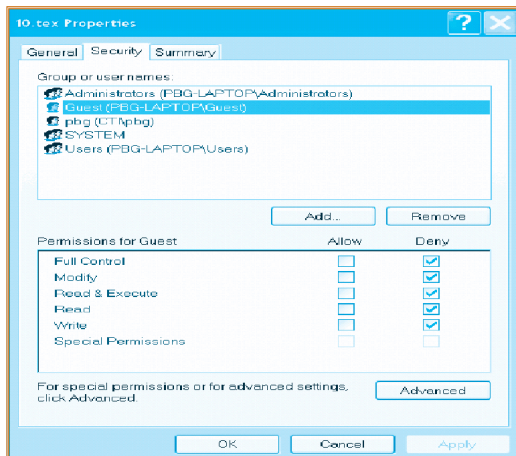 10.tex Properties
?
General Security Summary
Group or user names:
Administrators (PBG-LAPTOP\Administrators)
Guest (PBG-LAPTOP\Guest)
pbg (CTI\pbg)
SYSTEM
Users (PBG-LAPTOP\Users)
Add... Remove
Permissions for Guest Allow Deny
Full Control
Modify
Read & Execute
Read
Write
Special Permissions
For special permissions or for advanced settings,
click Advanced.
Advanced
OK Cancel Apply